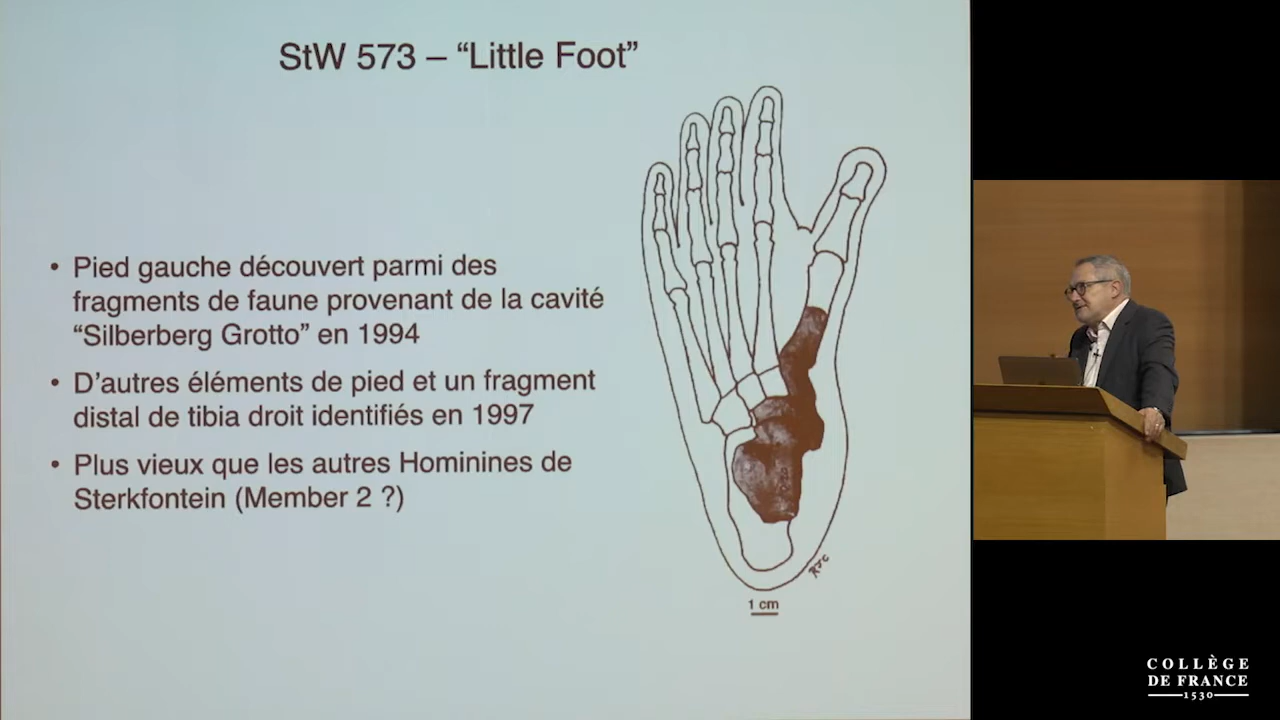 StW 573 – “Little Foot”
• Pied gauche découvert parmi des
fragments de faune provenant de la cavité
“Silberberg Grotto” en 1994
• D’autres éléments de pied et un fragment
distal de tibia droit identifiés en 1997
• Plus vieux que les autres Hominines de
Sterkfontein (Member 2 ?)
RJC
1 cm
COLLÈGE
DE FRANCE
1530